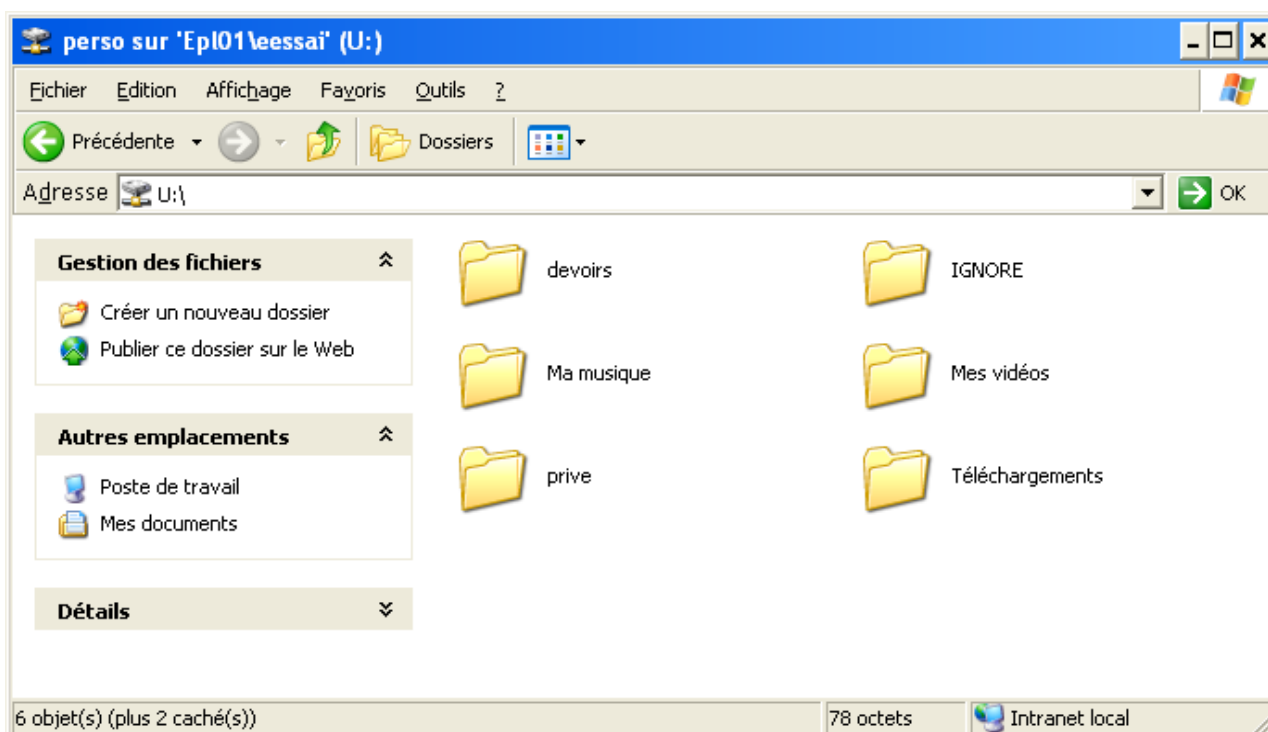 perso sur 'Epl01\eessai' (U:)
Fichier Edition Affichage Favoris Outils ?
Précédente Dossiers
Adresse U:\ OK
Gestion des fichiers
Créer un nouveau dossier
Publier ce dossier sur le Web
Autres emplacements
Poste de travail
Mes documents
Détails
devoirs IGNORE
Ma musique Mes vidéos
prive Téléchargements
6 objet(s) (plus 2 caché(s)) 78 octets Intranet local